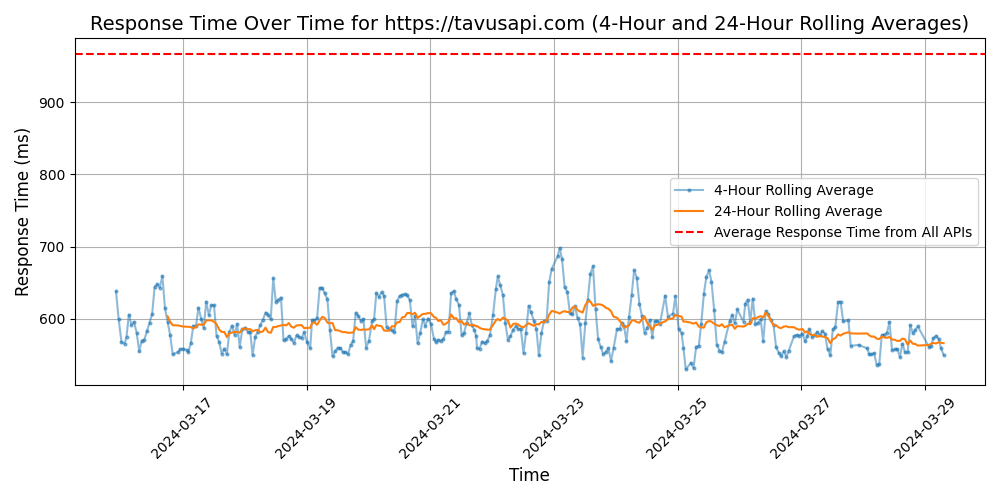 Response Time Over Time for https://tavusapi.com (4-Hour and 24-Hour Rolling Averages)
Response Time (ms)
900
800
700
600
4-Hour Rolling Average
24-Hour Rolling Average
Average Response Time from All APIs
2024-03-17
2024-03-19
2024-03-21
2024-03-23
2024-03-25
2024-03-27
2024-03-29
Time